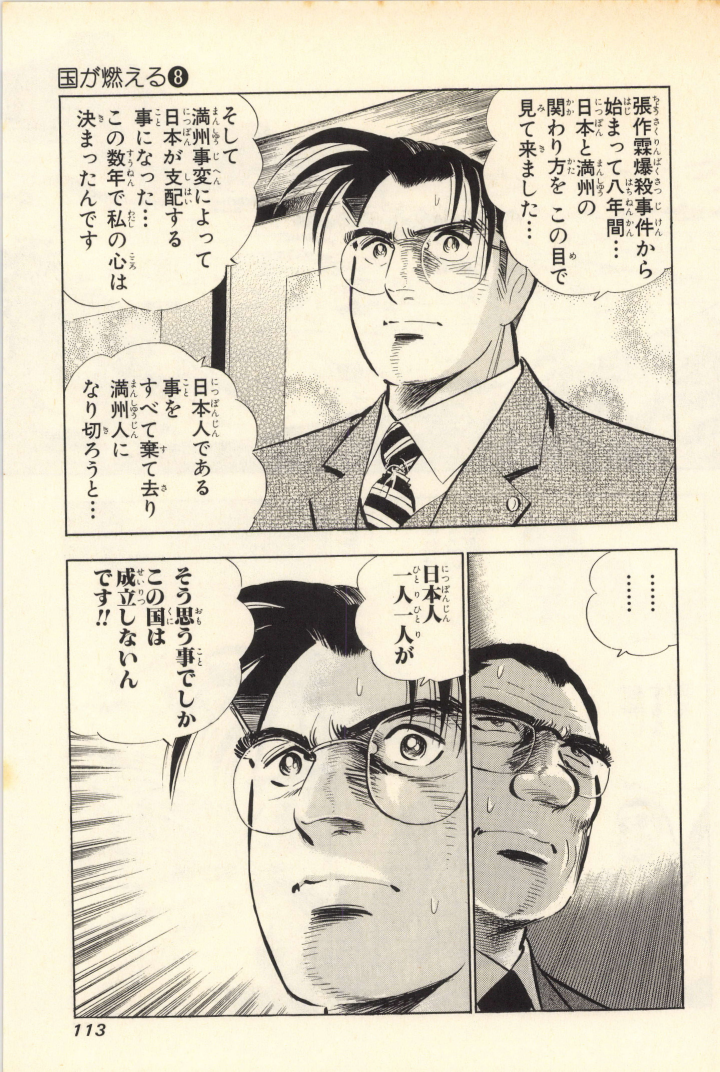 国が燃える❽
張作霖爆殺事件から
始まって八年間…
日本と満州の
関わり方を この目で
見て来ました…
そして
満州事変によって
日本が支配する
事になった…
この数年で私の心は
決まったんです
日本人である
事を
すべて棄て去り
満州人に
なり切ろうと…
………
………
日本人
一人一人が
そう思う事でしか
この国は
成立しないん
です!!
113